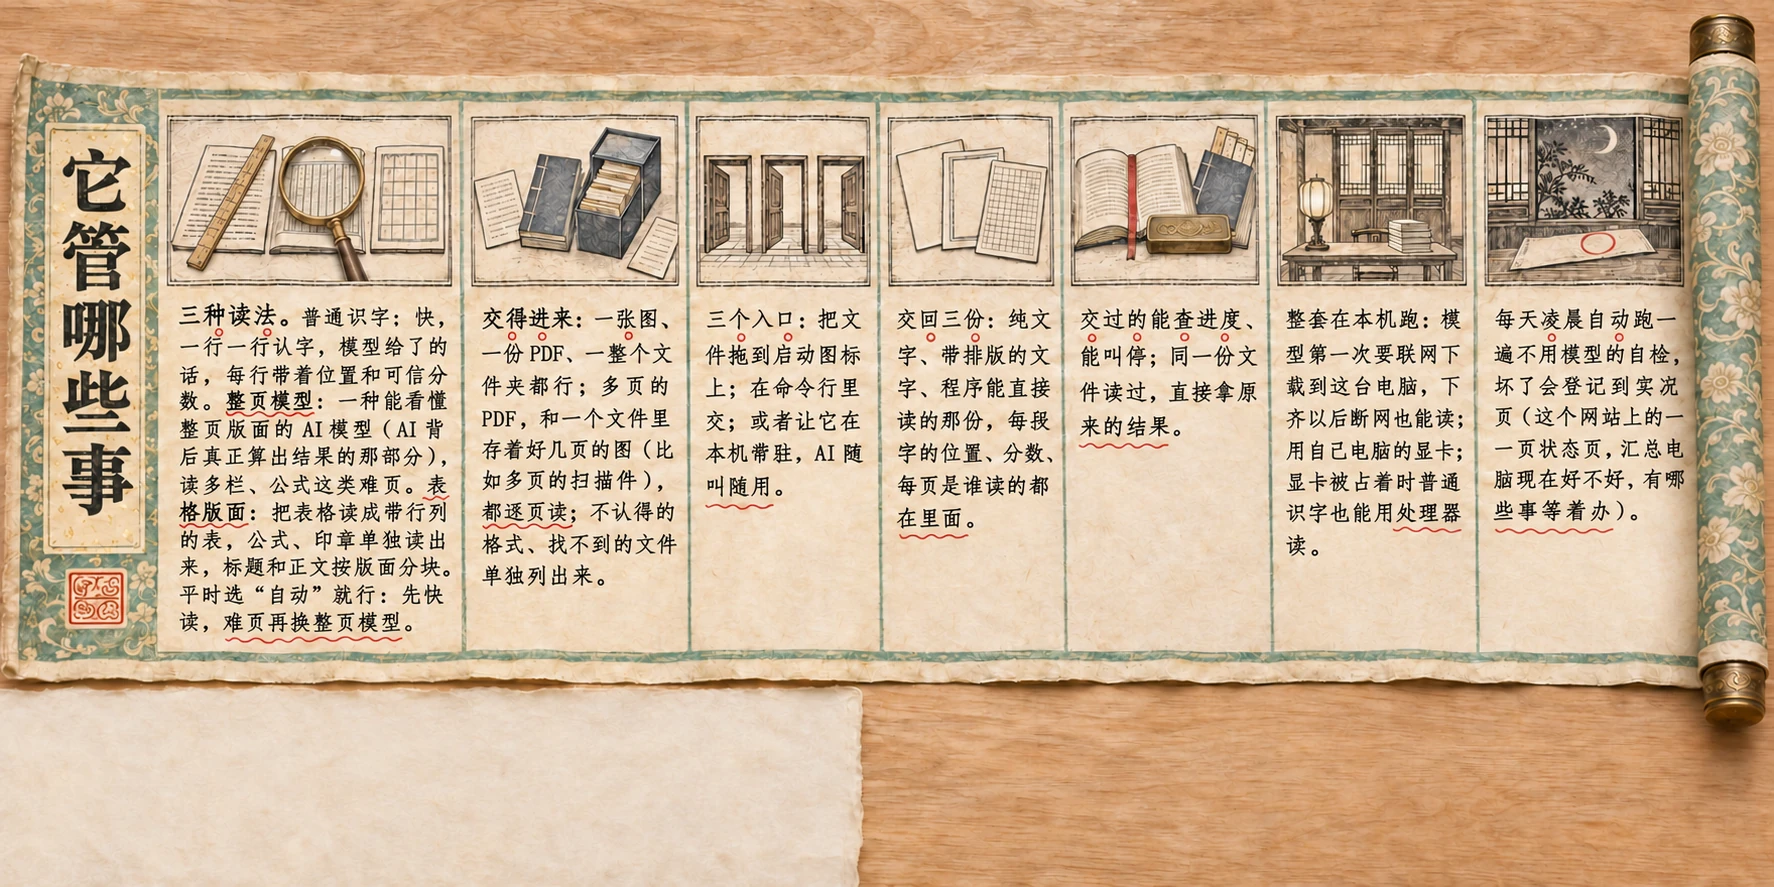 它管哪些事
三种读法。普通识字；快，
一行一行认字，模型给了的
话，每行带着位置和可信分
数。整页模型：一种能看懂
整页版面的 AI 模型（AI 背
后真正算出结果的那部分），
读多栏、公式这类难页。表
格版面：把表格读成带行列
的表，公式、印章单独读出
来，标题和正文按版面分块。
平时选“自动”就行：先快
读，难页再换整页模型。
交得进来：一张图、
一份 PDF、一整个文
件夹都行；多页的
PDF，和一个文件里
存着好几页的图（比
如多页的扫描件），
都逐页读；不认得的
格式、找不到的文件
单独列出来。
三个入口：把文
件拖到启动图标
上；在命令行里
交；或者让它在
本机带驻，AI 随
叫随用。
交回三份：纯文
字、带排版的文
字、程序能直接
读的那份，每段
字的位置、分数、
每页是谁读的都
在里面。
交过的能查进度、
能叫停；同一份文
件读过，直接拿原
来的结果。
整套在本机跑：模
型第一次要联网下
载到这台电脑，下
齐以后断网也能读；
用自己电脑的显卡；
显卡被占着时普通
识字也能用处理器
读。
每天凌晨自动跑一
遍不用模型的自检，
坏了会登记到实况
页（这个网站上的一
一页状态页，汇总电
脑现在好不好，有哪
些事等着办）。